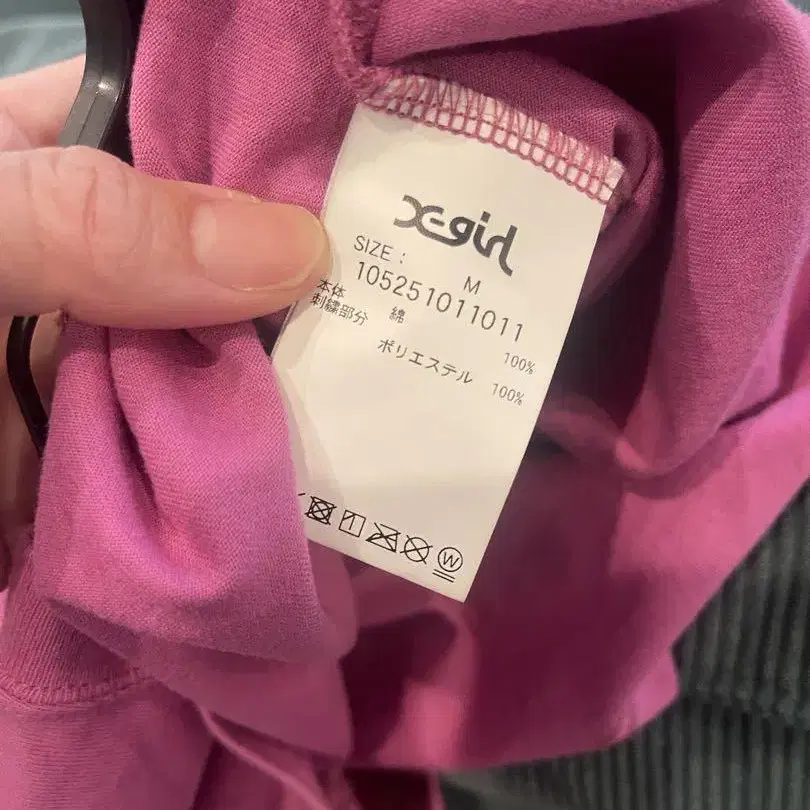 X-girl
SIZE : M
105251011011
本体 綿 100%
刺繍部分 ポリエステル 100%
W